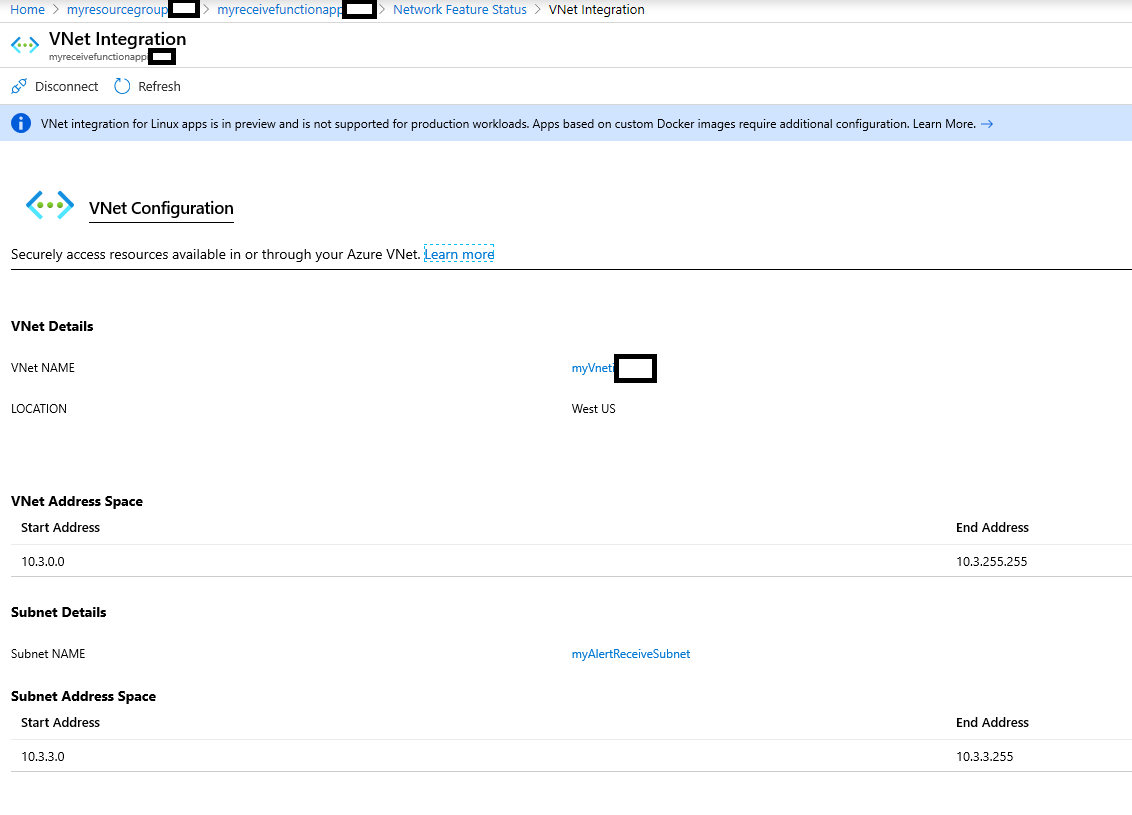 Home > myresourcegroup > myreceivefunctionapp > Network Feature Status > VNet Integration
VNet Integration
myreceivefunctionapp
Disconnect Refresh
VNet integration for Linux apps is in preview and is not supported for production workloads. Apps based on custom Docker images require additional configuration. Learn More. →
VNet Configuration
Securely access resources available in or through your Azure VNet. Learn more
VNet Details
VNet NAME myVneti
LOCATION West US
VNet Address Space
Start Address End Address
10.3.0.0 10.3.255.255
Subnet Details
Subnet NAME myAlertReceiveSubnet
Subnet Address Space
Start Address End Address
10.3.3.0 10.3.3.255